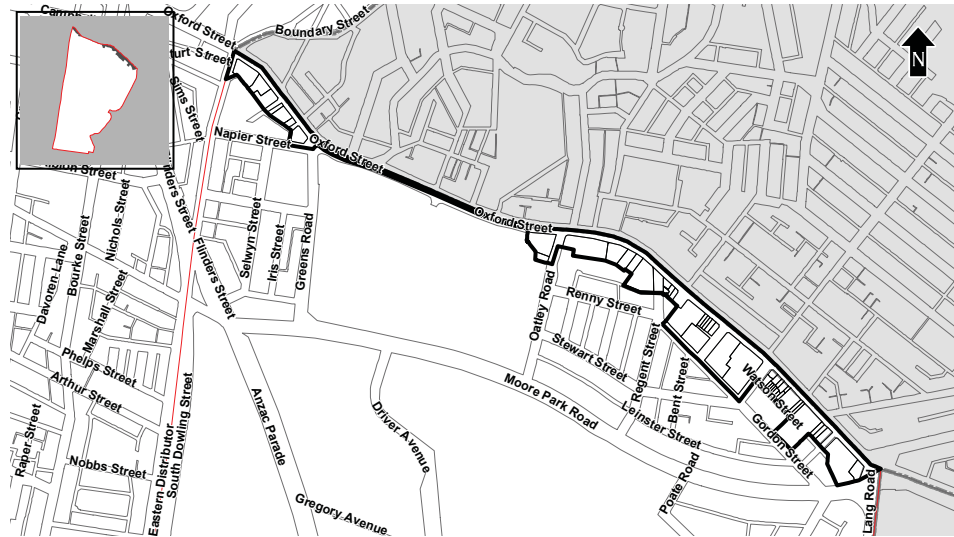 Oxford Street
Boundary Street
Sims Street
Napier Street
Oxford Street
Oxford Street
Flinders Street
Nichols Street
Bourke Street
Davoren Lane
Marshall Street
Selwyn Street
Iris Street
Greens Road
Oatley Road
Renny Street
Stewart Street
Regent Street
Bent Street
Watson Street
Gordon Street
Leinster Street
Moore Park Road
Phelps Street
Arthur Street
Anzac Parade
Driver Avenue
Raper Street
Nobbs Street
Eastern Distributor
South Dowling Street
Gregory Avenue
Poate Road
Lang Road
N